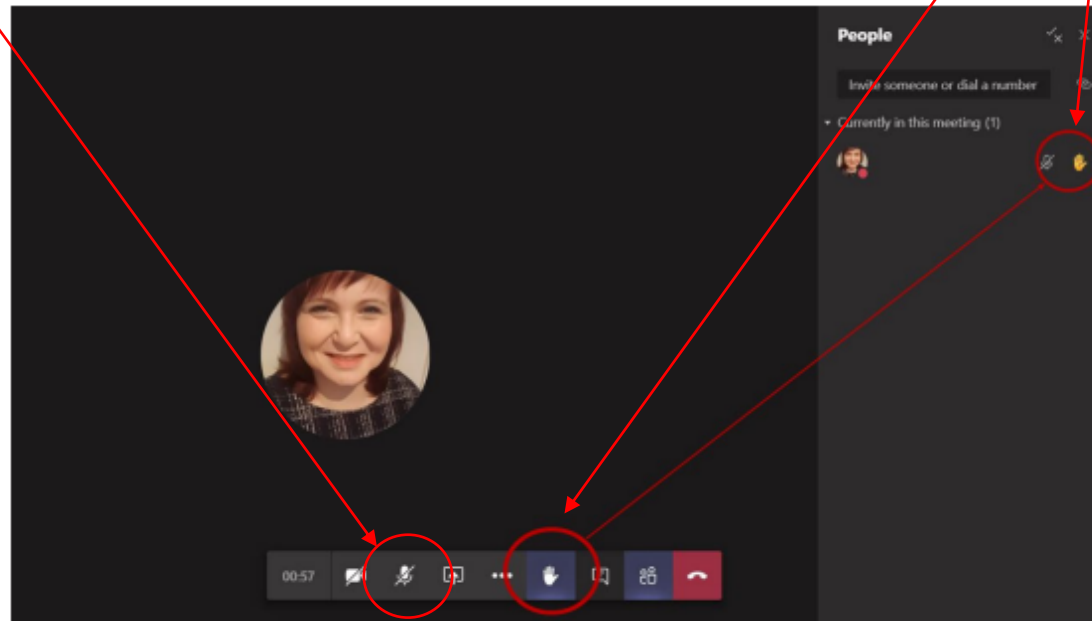 People
Invite someone or dial a number
Currently in this meeting (1)
00:57